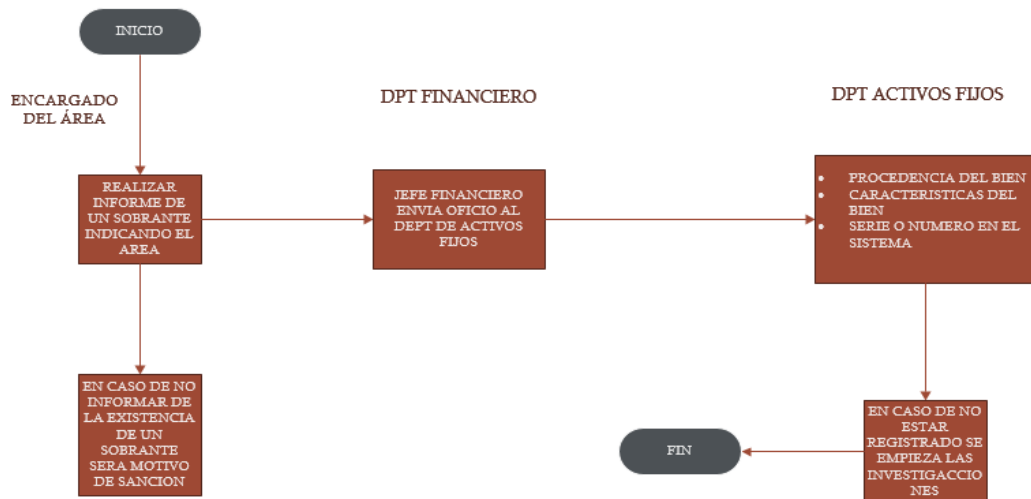 INICIO
ENCARGADO
DEL ÁREA
DPT FINANCIERO
DPT ACTIVOS FIJOS
REALIZAR
INFORME DE
UN SOBRANTE
INDICANDO EL
AREA
JEFE FINANCIERO
ENVIA OFICIO AL
DEPT DE ACTIVOS
FIJOS
• PROCEDENCIA DEL BIEN
• CARACTERISTICAS DEL
BIEN
• SERIE O NUMERO EN EL
SISTEMA
EN CASO DE NO
INFORMAR DE
LA EXISTENCIA
DE UN
SOBRANTE
SERA MOTIVO
DE SANCION
FIN
EN CASO DE NO
ESTAR
REGISTRADO SE
EMPIEZA LAS
INVESTIGACCIO
NES